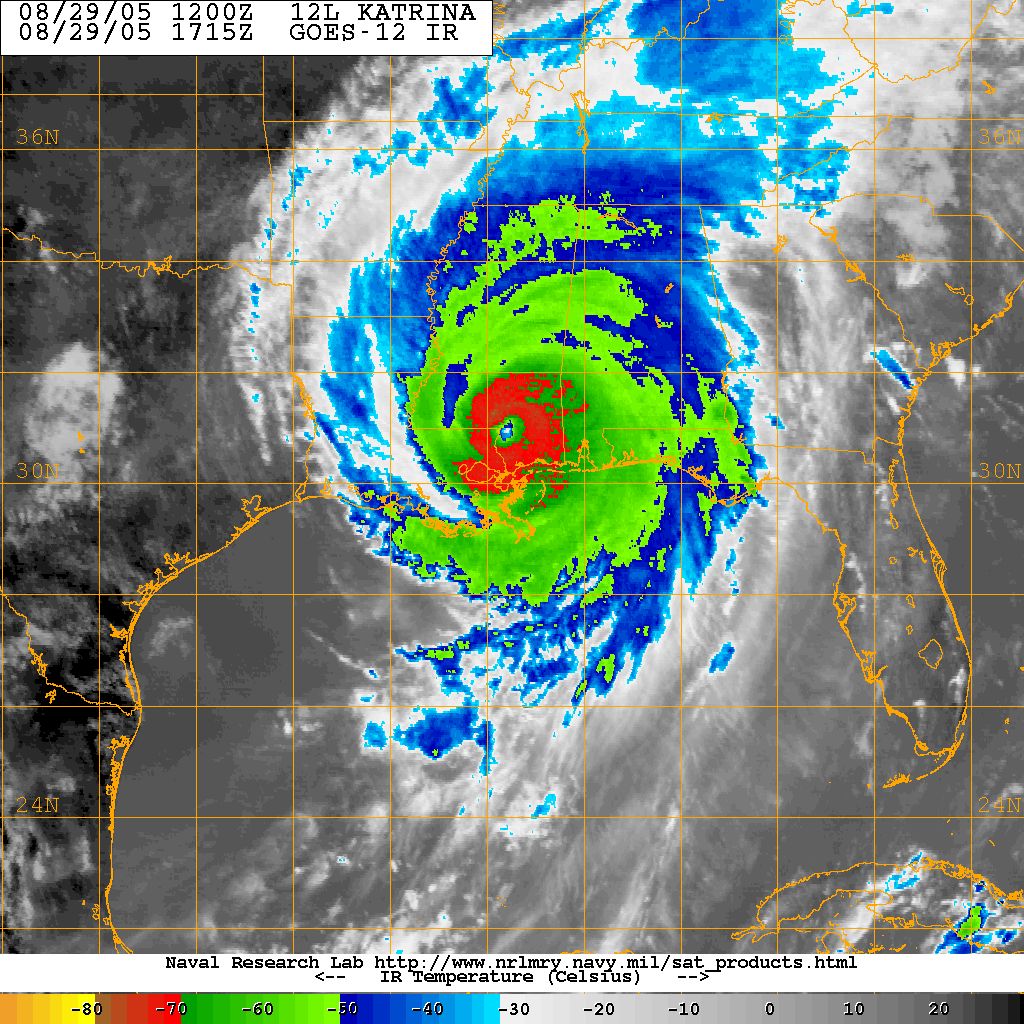 08/29/05 1200Z 12L KATRINA
08/29/05 1715Z GOES-12 IR
36N 36N
30N 30N
24N 24N
Naval Research Lab http://www.nrlmry.navy.mil/sat_products.html
<-- IR Temperature (Celsius) -->
-80 -70 -60 -50 -40 -30 -20 -10 0 10 20